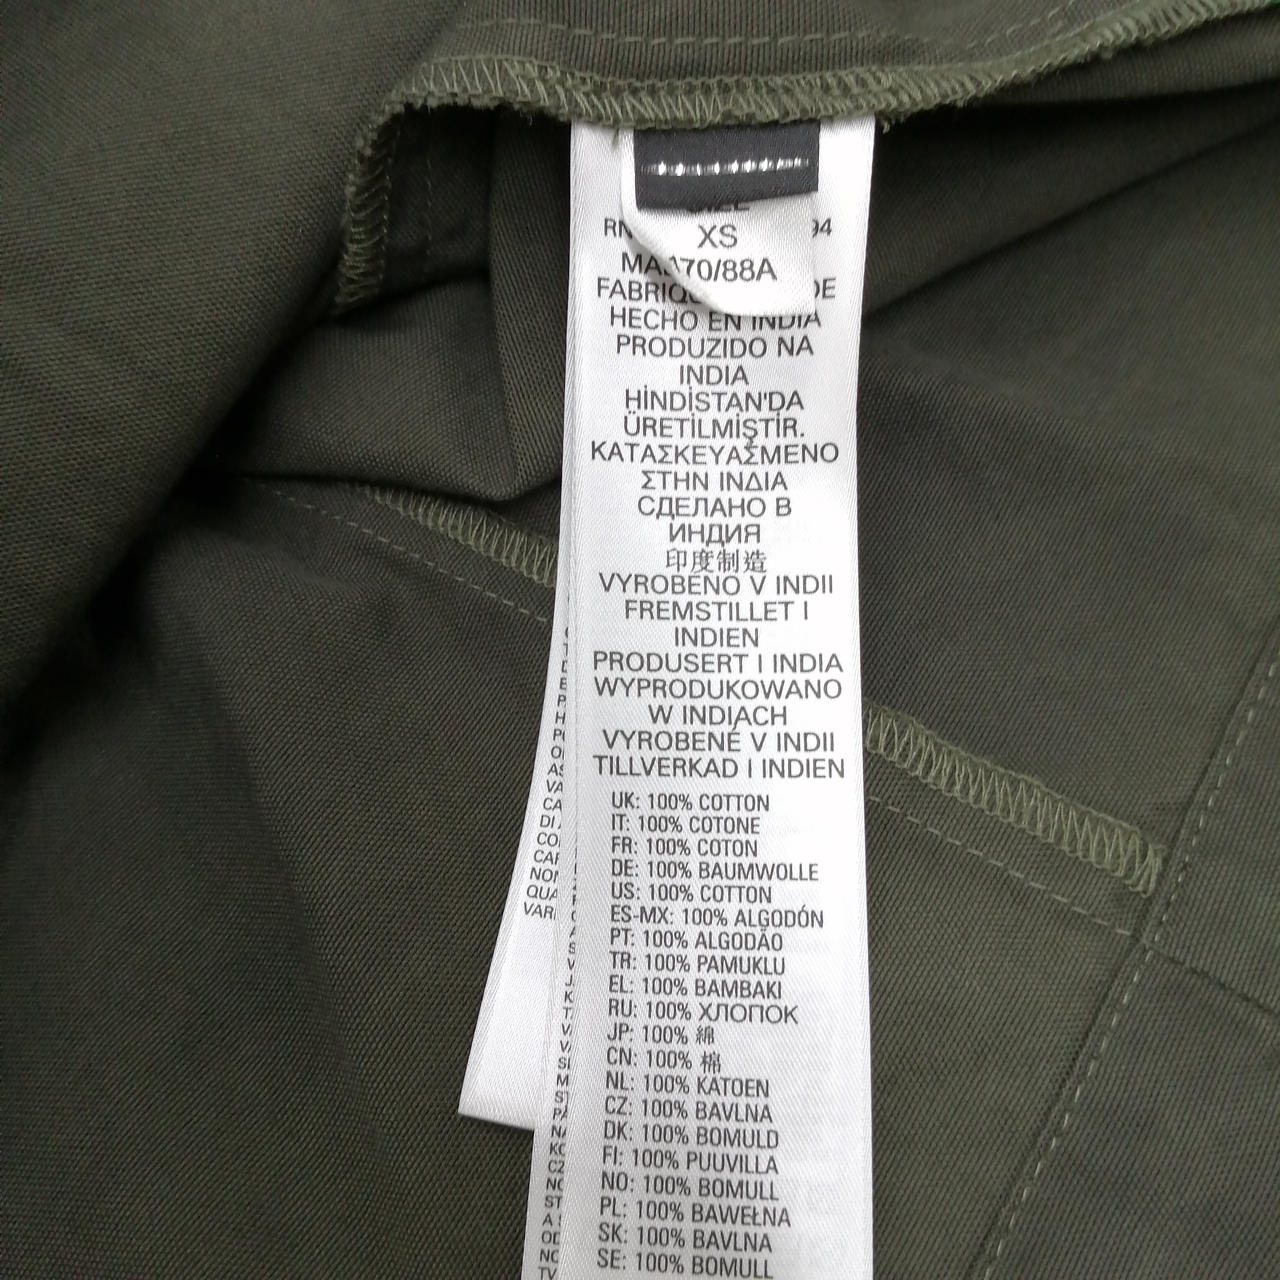 XS
170/88A
94
HECHO EN INDIA
PRODUZIDO NA
INDIA
HİNDİSTAN'DA
ÜRETİLMİŞTİR.
ΚΑΤΑΣΚΕΥΑΣΜΕΝΟ
ΣΤΗΝ ΙΝΔΙΑ
СДЕЛАНО В
ИНДИЯ
印度制造
VYROBENO V INDII
FREMSTILLET I
INDIEN
PRODUSERT I INDIA
WYPRODUKOWANO
W INDIACH
VYROBENÉ V INDII
TILLVERKAD I INDIEN
UK: 100% COTTON
IT: 100% COTONE
FR: 100% COTON
DE: 100% BAUMWOLLE
US: 100% COTTON
ES-MX: 100% ALGODÓN
PT: 100% ALGODÃO
TR: 100% PAMUKLU
EL: 100% BAMBAKI
RU: 100% ХЛОПОК
JP: 100% 綿
CN: 100% 棉
NL: 100% KATOEN
CZ: 100% BAVLNA
DK: 100% BOMULD
FI: 100% PUUVILLA
NO: 100% BOMULL
PL: 100% BAWEŁNA
SK: 100% BAVLNA
SE: 100% BOMULL